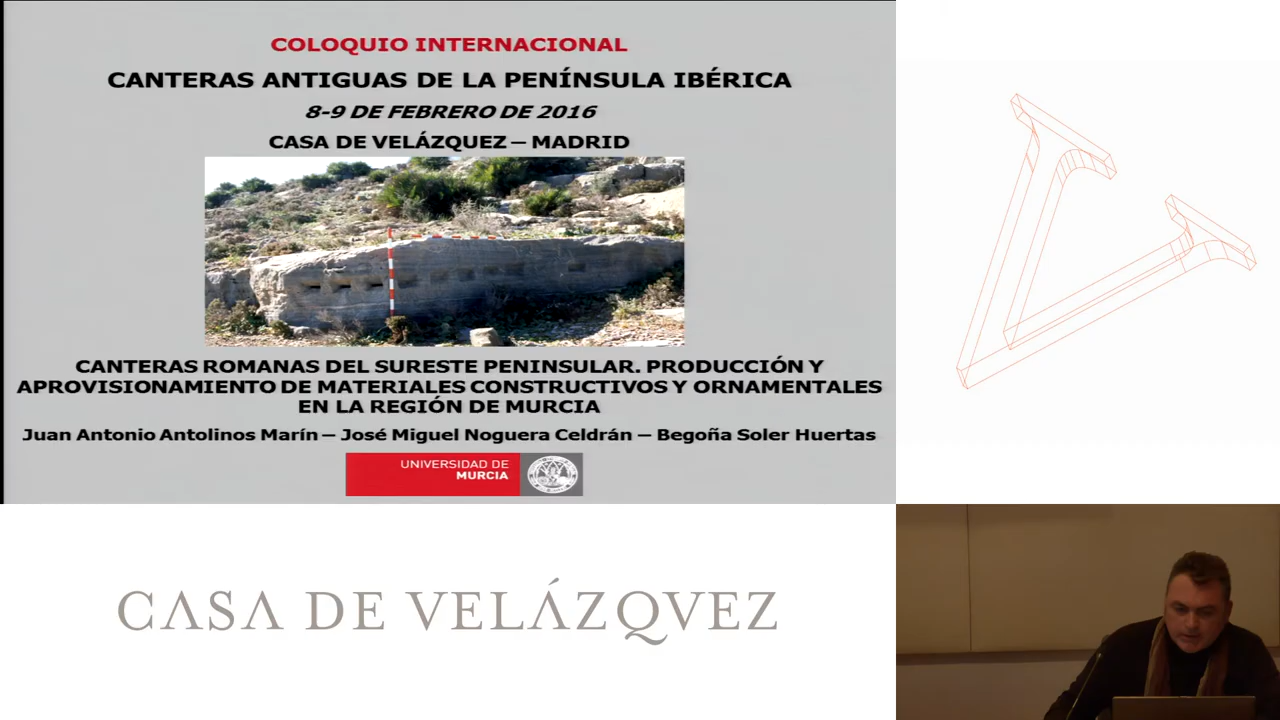 COLOQUIO INTERNACIONAL
CANTERAS ANTIGUAS DE LA PENÍNSULA IBÉRICA
8-9 DE FEBRERO DE 2016
CASA DE VELÁZQUEZ – MADRID
CANTERAS ROMANAS DEL SURESTE PENINSULAR. PRODUCCIÓN Y
APROVISIONAMIENTO DE MATERIALES CONSTRUCTIVOS Y ORNAMENTALES
EN LA REGIÓN DE MURCIA
Juan Antonio Antolinos Marín – José Miguel Noguera Celdrán – Begoña Soler Huertas
UNIVERSIDAD DE
MURCIA
CASA DE VELÁZQVEZ